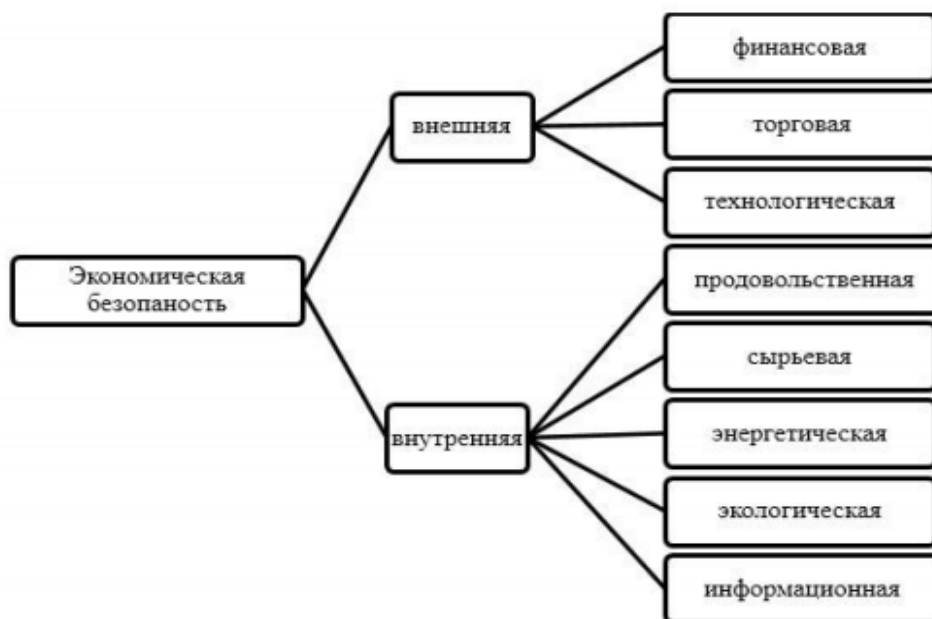 финансовая
внешняя
торговая
технологическая
Экономическая
безопаность
продовольственная
сырьевая
внутренняя
энергетическая
экологическая
информационная